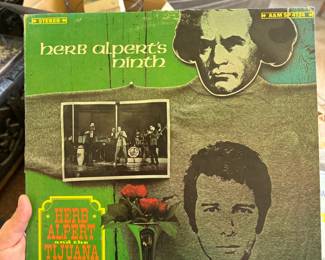 STEREO
A&M SP 4134
herb alpert's
ninth
HERB
ALPERT
and the
TIJUANA